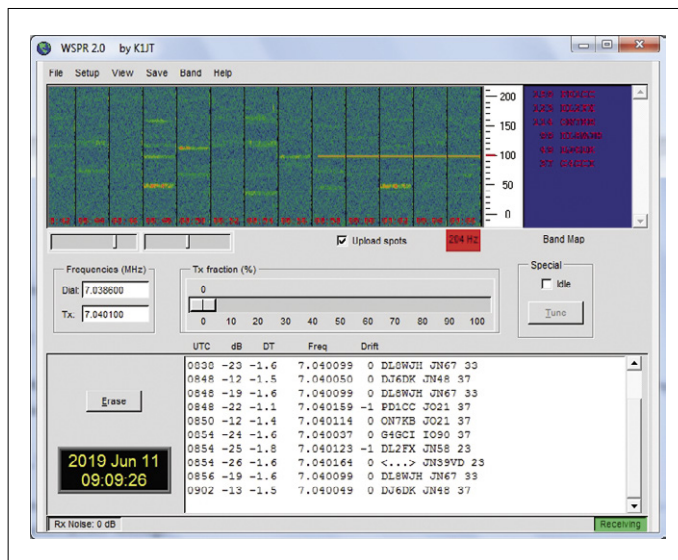 WSPR 2.0 by K1JT
File Setup View Save Band Help
200
150
100
50
0
Upload spots
204 Hz
Band Map
Frequencies (MHz)
Dial: 7.038600
Tx: 7.040100
Tx fraction (%)
0
0 10 20 30 40 50 60 70 80 90 100
Special
Idle
Tune
UTC dB DT Freq Drift
0838 -23 -1.6 7.040099 0 DL8WJH JN67 33
0848 -12 -1.5 7.040050 0 DJ6DK JN48 37
0848 -19 -1.6 7.040099 0 DL8WJH JN67 33
0848 -22 -1.1 7.040159 -1 PD1CC JO21 37
0850 -12 -1.4 7.040114 0 ON7KB JO21 37
0854 -24 -1.6 7.040037 0 G4GCI IO90 37
0854 -25 -1.8 7.040123 -1 DL2FX JN58 23
0854 -26 -1.6 7.040164 0 <...> JN39VD 23
0856 -19 -1.6 7.040099 0 DL8WJH JN67 33
0902 -13 -1.5 7.040049 0 DJ6DK JN48 37
Erase
2019 Jun 11
09:09:26
Rx Noise: 0 dB
Receiving